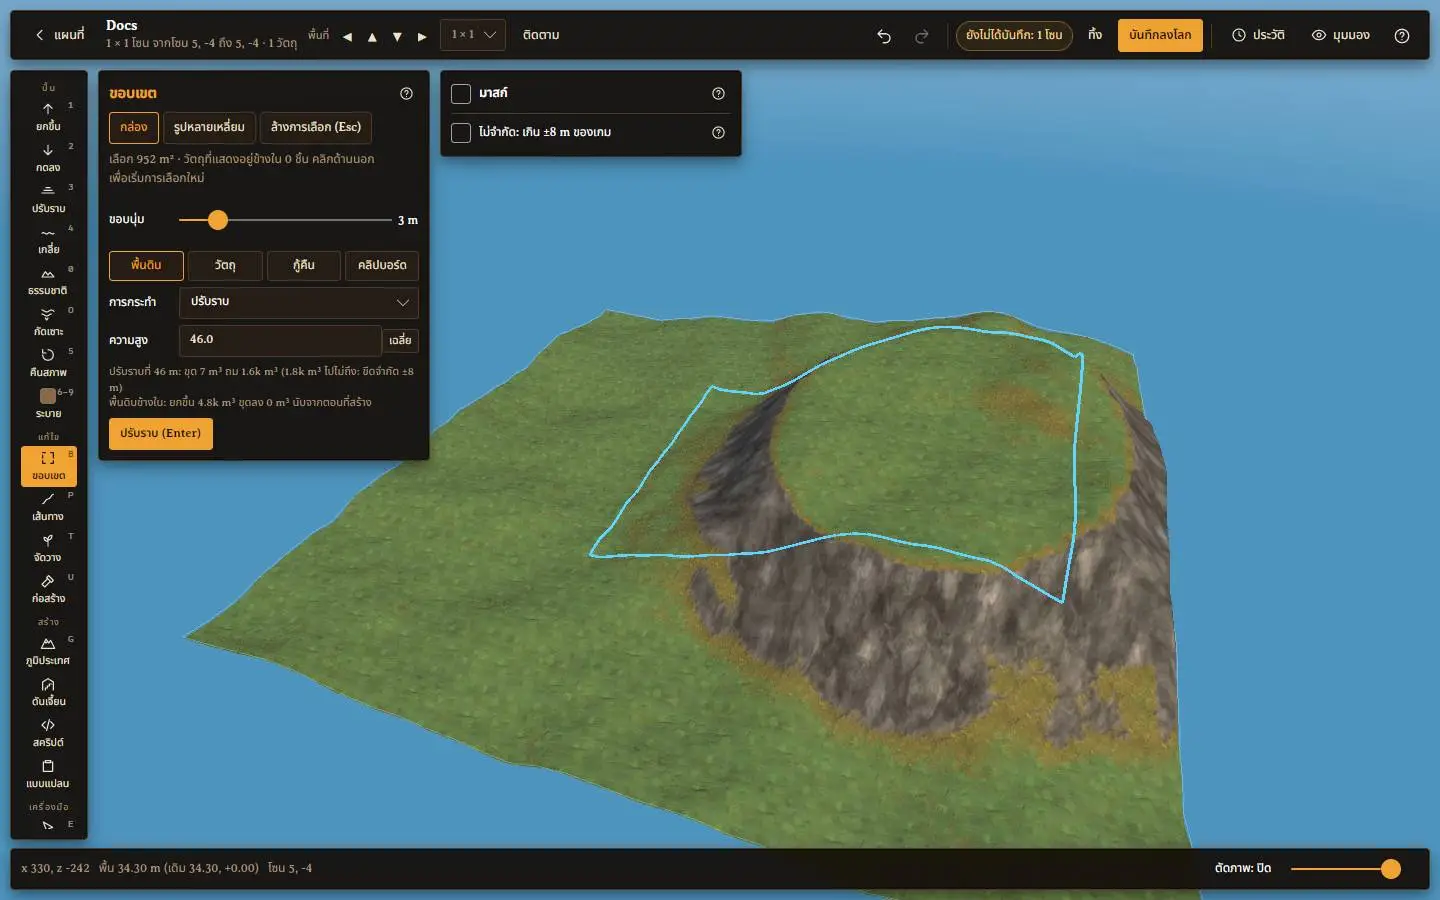 แผนที่
Docs
1 × 1 โซน จากโซน 5, -4 ถึง 5, -4 · 1 วัตถุ
พื้นที่
1 × 1
ติดตาม
ยังไม่ได้บันทึก: 1 โซน
ทิ้ง
บันทึกลงโลก
ประวัติ
มุมมอง
ปั้น
ยกขึ้น 1
กดลง 2
ปรับราบ 3
เกลี่ย 4
ธรรมชาติ 0
กัดเซาะ O
คืนสภาพ 5
ระบาย 6–9
แก้ไข
ขอบเขต B
เส้นทาง P
จัดวาง T
ก่อสร้าง U
สร้าง
ภูมิประเทศ G
ดันเจี้ยน
สคริปต์
แบบแปลน
เครื่องมือ
E
ขอบเขต
กล่อง
รูปหลายเหลี่ยม
ล้างการเลือก (Esc)
เลือก 952 m² · วัตถุที่แสดงอยู่ข้างใน 0 ชิ้น คลิกด้านนอก
เพื่อเริ่มการเลือกใหม่
ขอบนุ่ม
3 m
พื้นดิน
วัตถุ
กู้คืน
คลิปบอร์ด
การกระทำ
ปรับราบ
ความสูง
46.0
เฉลี่ย
ปรับราบที่ 46 m: ขุด 7 m³ ถม 1.6k m³ (1.8k m³ ไปไม่ถึง: ขีดจำกัด ±8
m)
พื้นดินข้างใน: ยกขึ้น 4.8k m³ ขุดลง 0 m³ นับจากตอนที่สร้าง
ปรับราบ (Enter)
มาสก์
ไม่จำกัด: เกิน ±8 m ของเกม
x 330, z -242 พื้น 34.30 m (เดิม 34.30, +0.00) โซน 5, -4
ตัดภาพ: ปิด